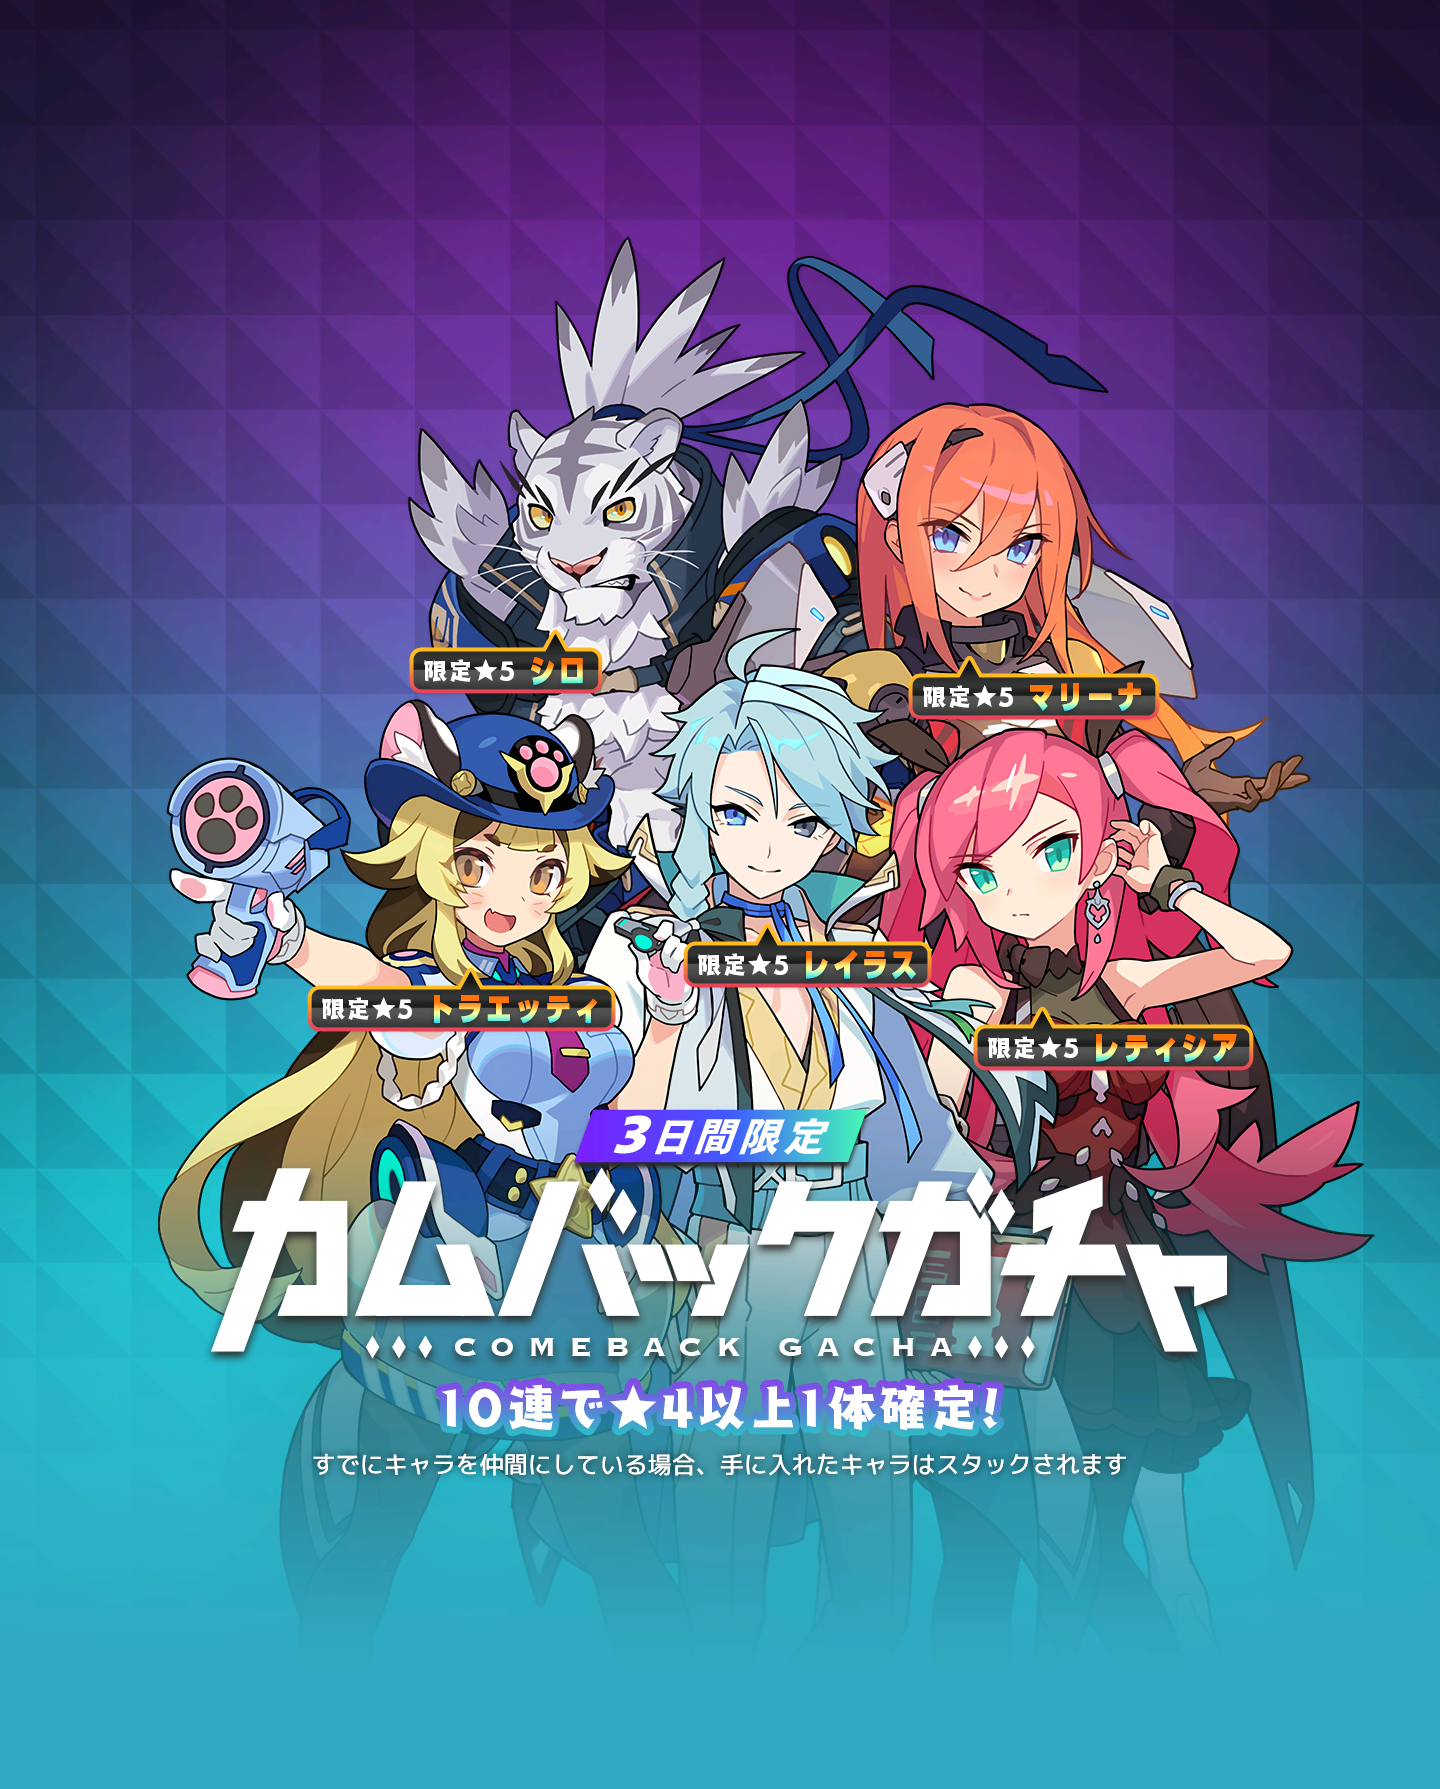 限定★5 シロ
限定★5 マリーナ
限定★5 レイラス
限定★5 トラエッティ
限定★5 レティシア
3日間限定
カムバックガチャ
COMEBACK GACHA
10連で★4以上1体確定!
すでにキャラを仲間にしている場合、手に入れたキャラはスタックされます